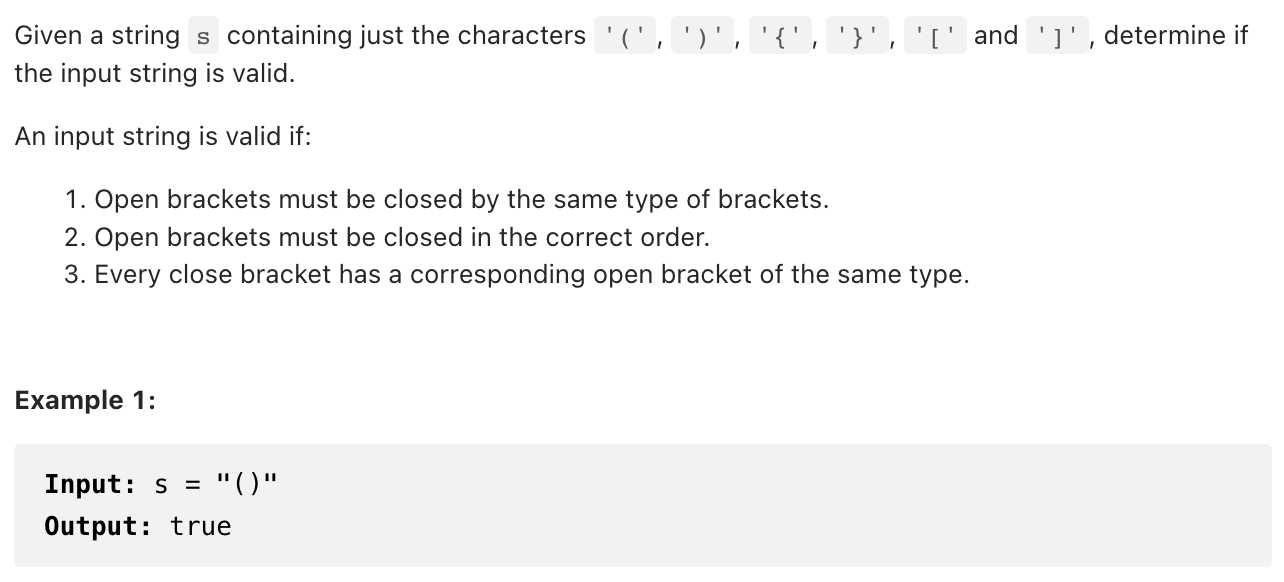 Given a string s containing just the characters '(', ')', '{', '}', '[' and ']', determine if
the input string is valid.
An input string is valid if:
1. Open brackets must be closed by the same type of brackets.
2. Open brackets must be closed in the correct order.
3. Every close bracket has a corresponding open bracket of the same type.
Example 1:
Input: s = "()"
Output: true